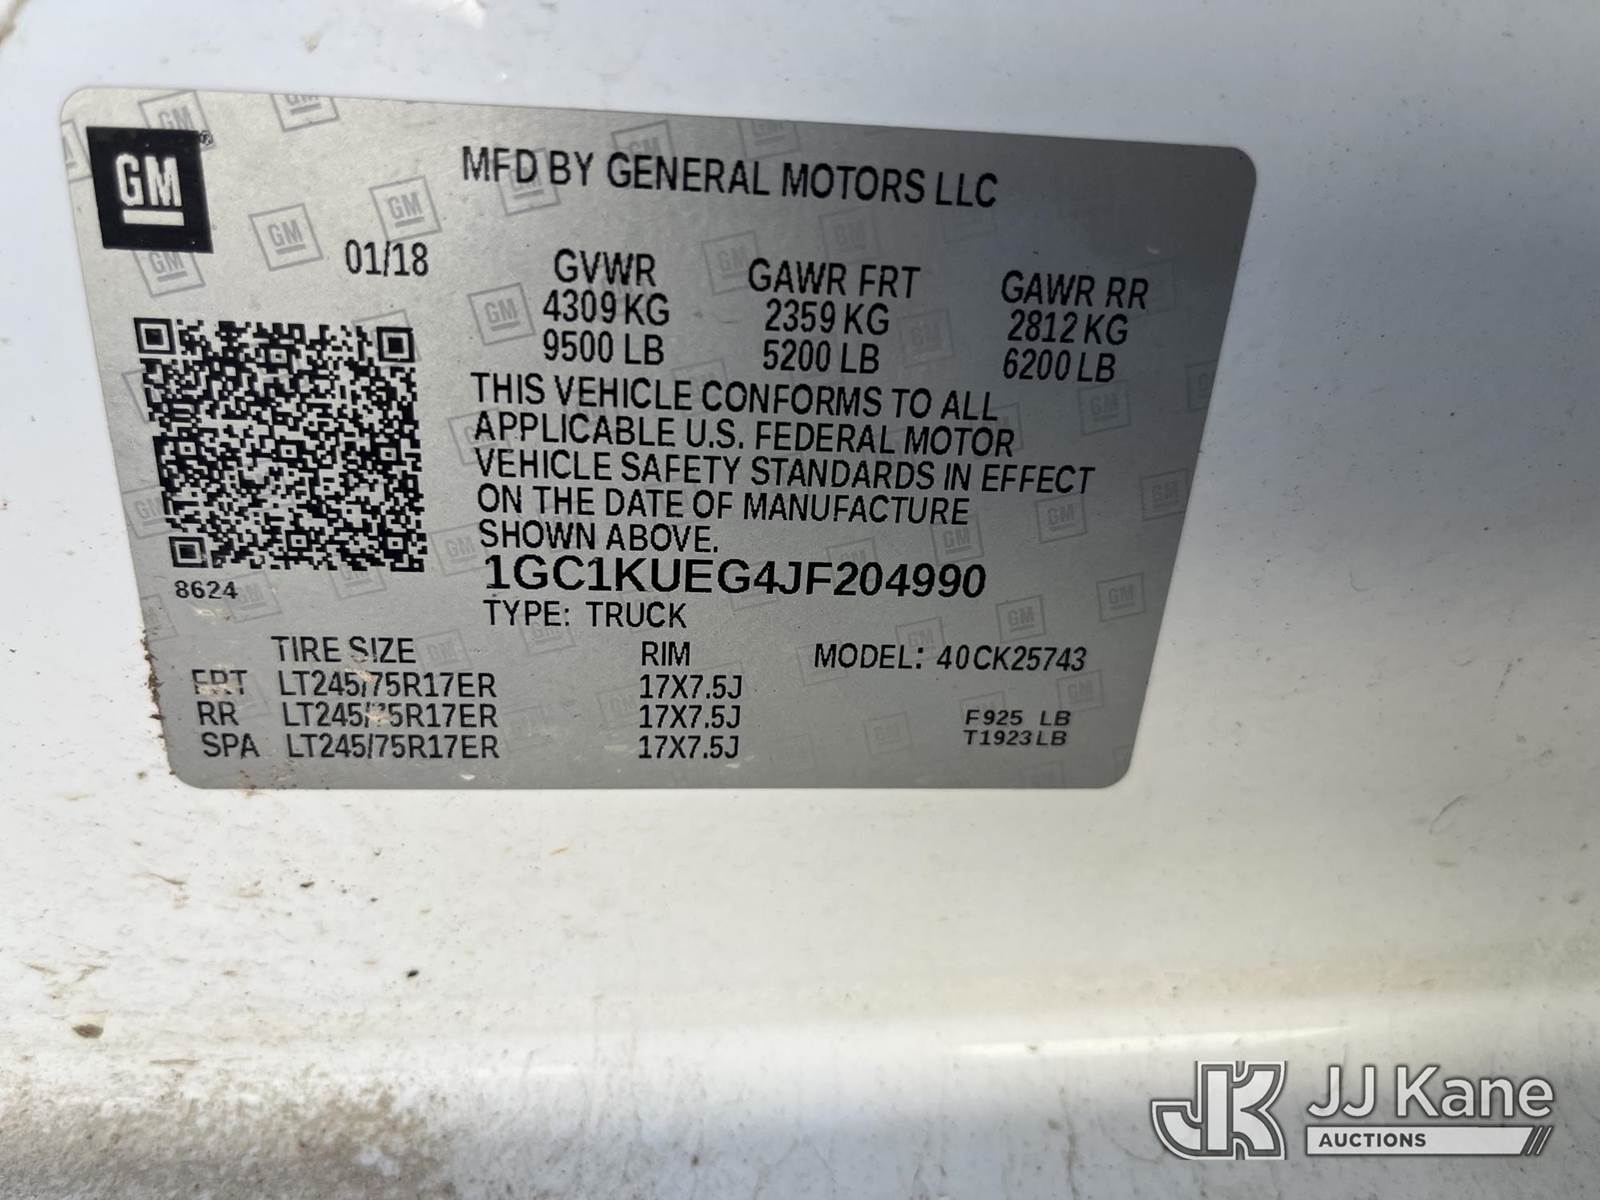 GM
MFD BY GENERAL MOTORS LLC
01/18
GVWR GAWR FRT GAWR RR
4309 KG 2359 KG 2812 KG
9500 LB 5200 LB 6200 LB
THIS VEHICLE CONFORMS TO ALL
APPLICABLE U.S. FEDERAL MOTOR
VEHICLE SAFETY STANDARDS IN EFFECT
ON THE DATE OF MANUFACTURE
SHOWN ABOVE.
8624
1GC1KUEG4JF204990
TYPE: TRUCK
TIRE SIZE RIM MODEL: 40CK25743
FRT LT245/75R17ER 17X7.5J
RR LT245/75R17ER 17X7.5J F925 LB
SPA LT245/75R17ER 17X7.5J T1923LB
JK JJ Kane
AUCTIONS